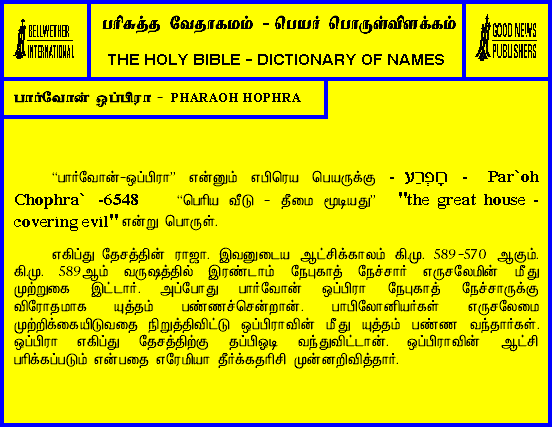 BELLWETHER
INTERNATIONAL
பரிசுத்த வேதாகமம் - பெயர் பொருள்விளக்கம்
THE HOLY BIBLE - DICTIONARY OF NAMES
GOOD NEWS
PUBLISHERS
பார்வோன் ஒப்பிரா - PHARAOH HOPHRA
“பார்வோன்-ஒப்பிரா” என்னும் எபிரெய பெயருக்கு - חָפְרַע - Par`oh
Chophra` -6548 “பெரிய வீடு - தீமை மூடியது” "the great house -
covering evil" என்று பொருள்.
எகிப்து தேசத்தின் ராஜா. இவனுடைய ஆட்சிக்காலம் கி.மு. 589-570 ஆகும்.
கி.மு. 589ஆம் வருஷத்தில் இரண்டாம் நேபுகாத் நேச்சார் எருசலேமின் மீது
முற்றுகை இட்டார். அப்போது பார்வோன் ஒப்பிரா நேபுகாத் நேச்சாருக்கு
விரோதமாக யுத்தம் பண்ணச்சென்றான். பாபிலோனியர்கள் எருசலேமை
முற்றிக்கையிடுவதை நிறுத்திவிட்டு ஒப்பிராவின் மீது யுத்தம் பண்ண வந்தார்கள்.
ஒப்பிரா எகிப்து தேசத்திற்கு தப்பிஓடி வந்துவிட்டான். ஒப்பிராவின் ஆட்சி
பரிக்கப்படும் என்பதை எரேமியா தீர்க்கதரிசி முன்னறிவித்தார்.